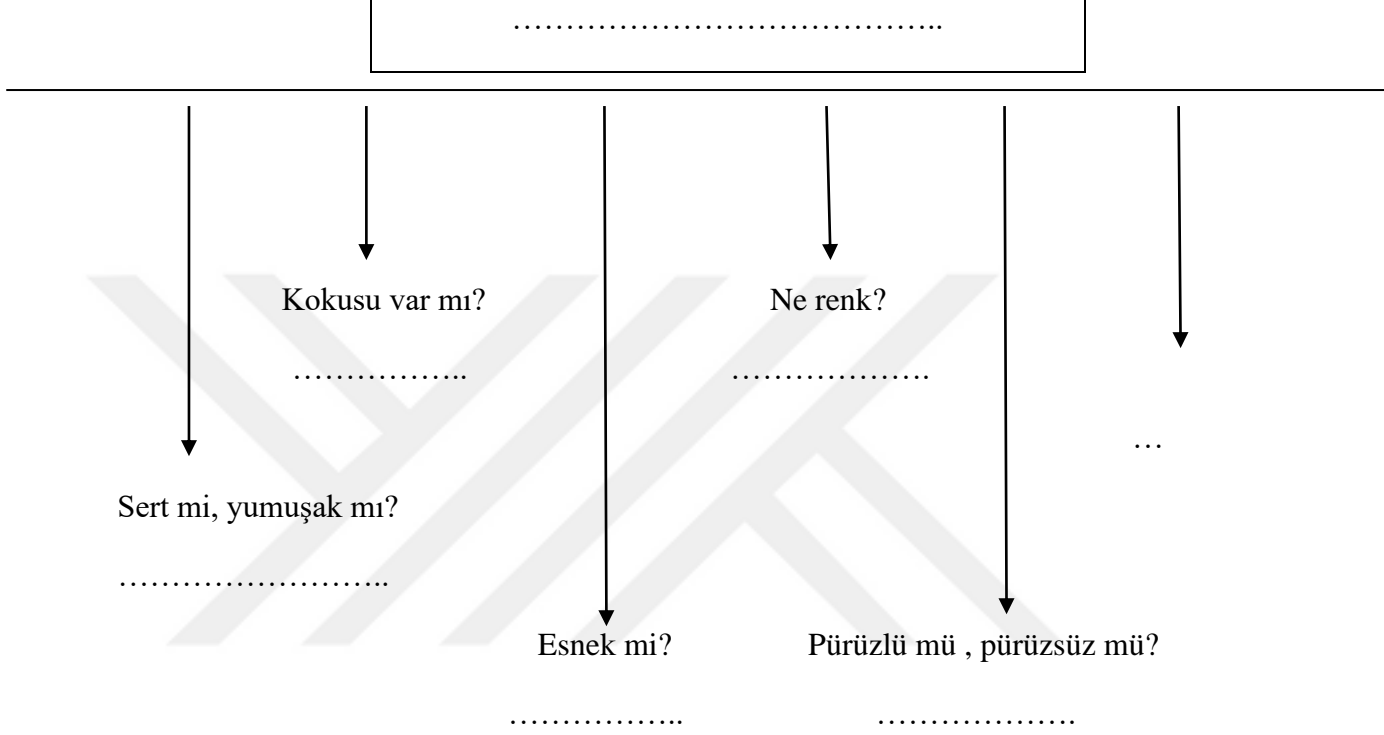 ……………………………………..
Kokusu var mı? Ne renk?
…………….. ……………….
…
Sert mi, yumuşak mı?
……………………..
Esnek mi? Pürüzlü mü , pürüzsüz mü?
…………….. ……………….